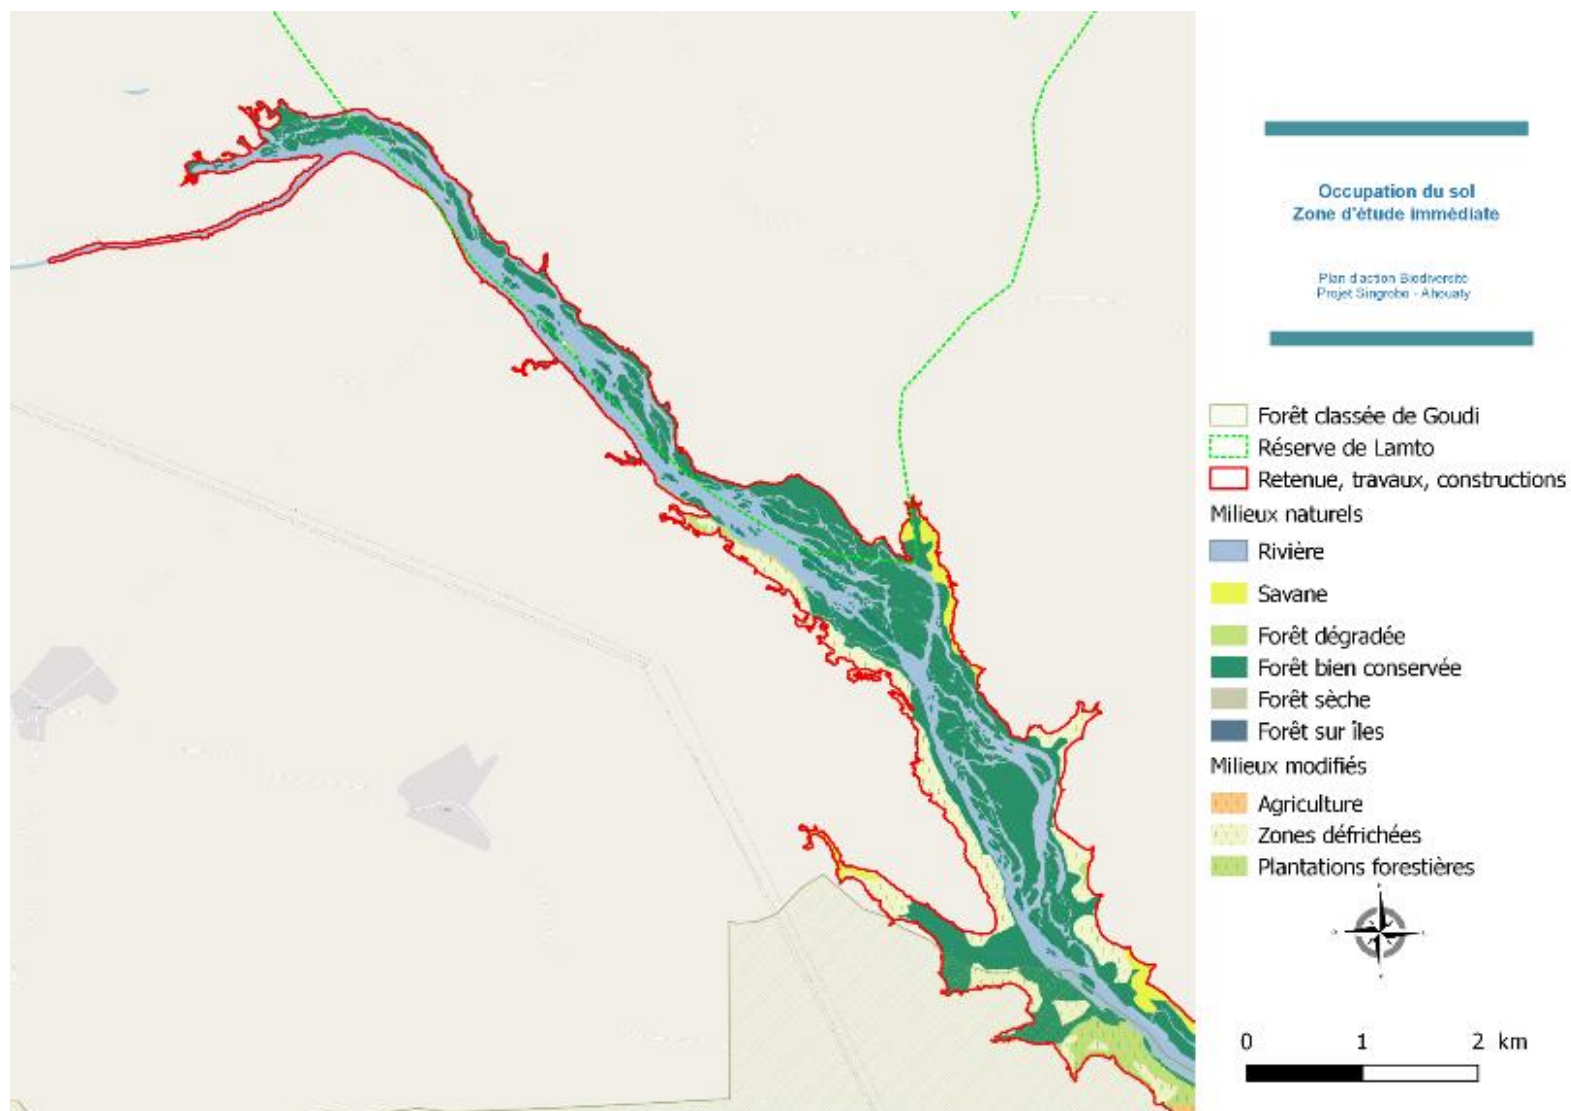 Occupation du sol
Zone d'étude immédiate
Plan d'action Biodiversité
Projet Singrobo - Ahouaty
Forêt classée de Goudi
Réserve de Lamto
Retenue, travaux, constructions
Milieux naturels
Rivière
Savane
Forêt dégradée
Forêt bien conservée
Forêt sèche
Forêt sur îles
Milieux modifiés
Agriculture
Zones défrichées
Plantations forestières
0 1 2 km